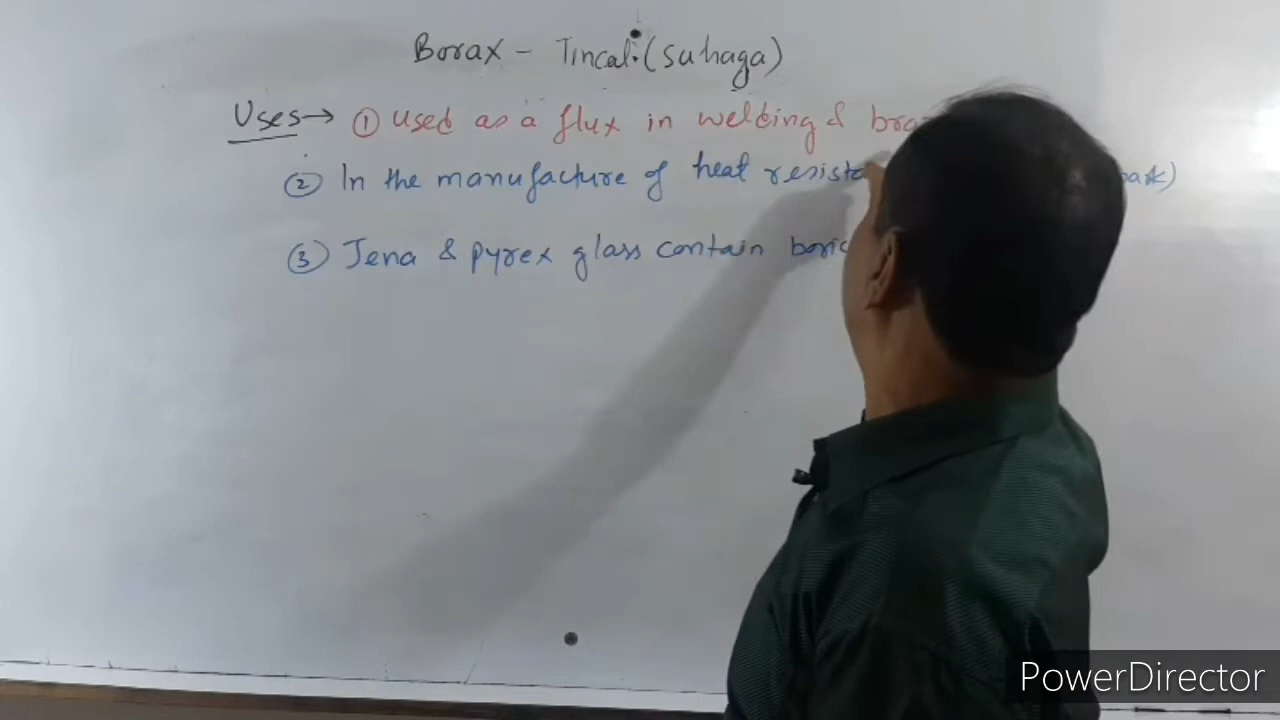 Borax - Tincal (Suhaga)
Uses → ① used as a flux in welding &
② In the manufacture of heat
③ Jena & pyrex glass contain
PowerDirector